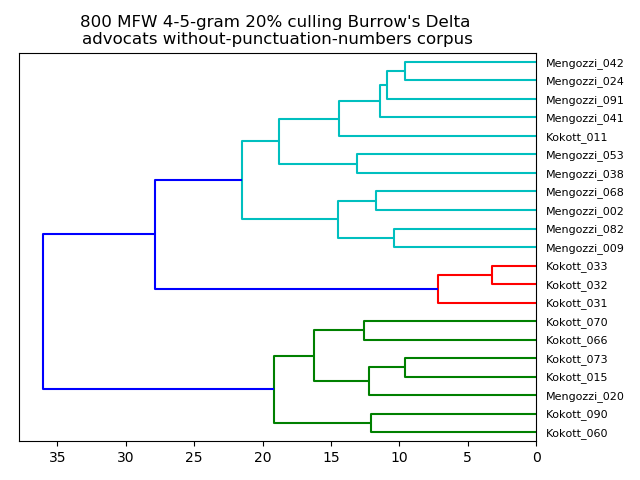 800 MFW 4-5-gram 20% culling Burrow's Delta
advocats without-punctuation-numbers corpus
Mengozzi_042
Mengozzi_024
Mengozzi_091
Mengozzi_041
Kokott_011
Mengozzi_053
Mengozzi_038
Mengozzi_068
Mengozzi_002
Mengozzi_082
Mengozzi_009
Kokott_033
Kokott_032
Kokott_031
Kokott_070
Kokott_066
Kokott_073
Kokott_015
Mengozzi_020
Kokott_090
Kokott_060
35 30 25 20 15 10 5 0